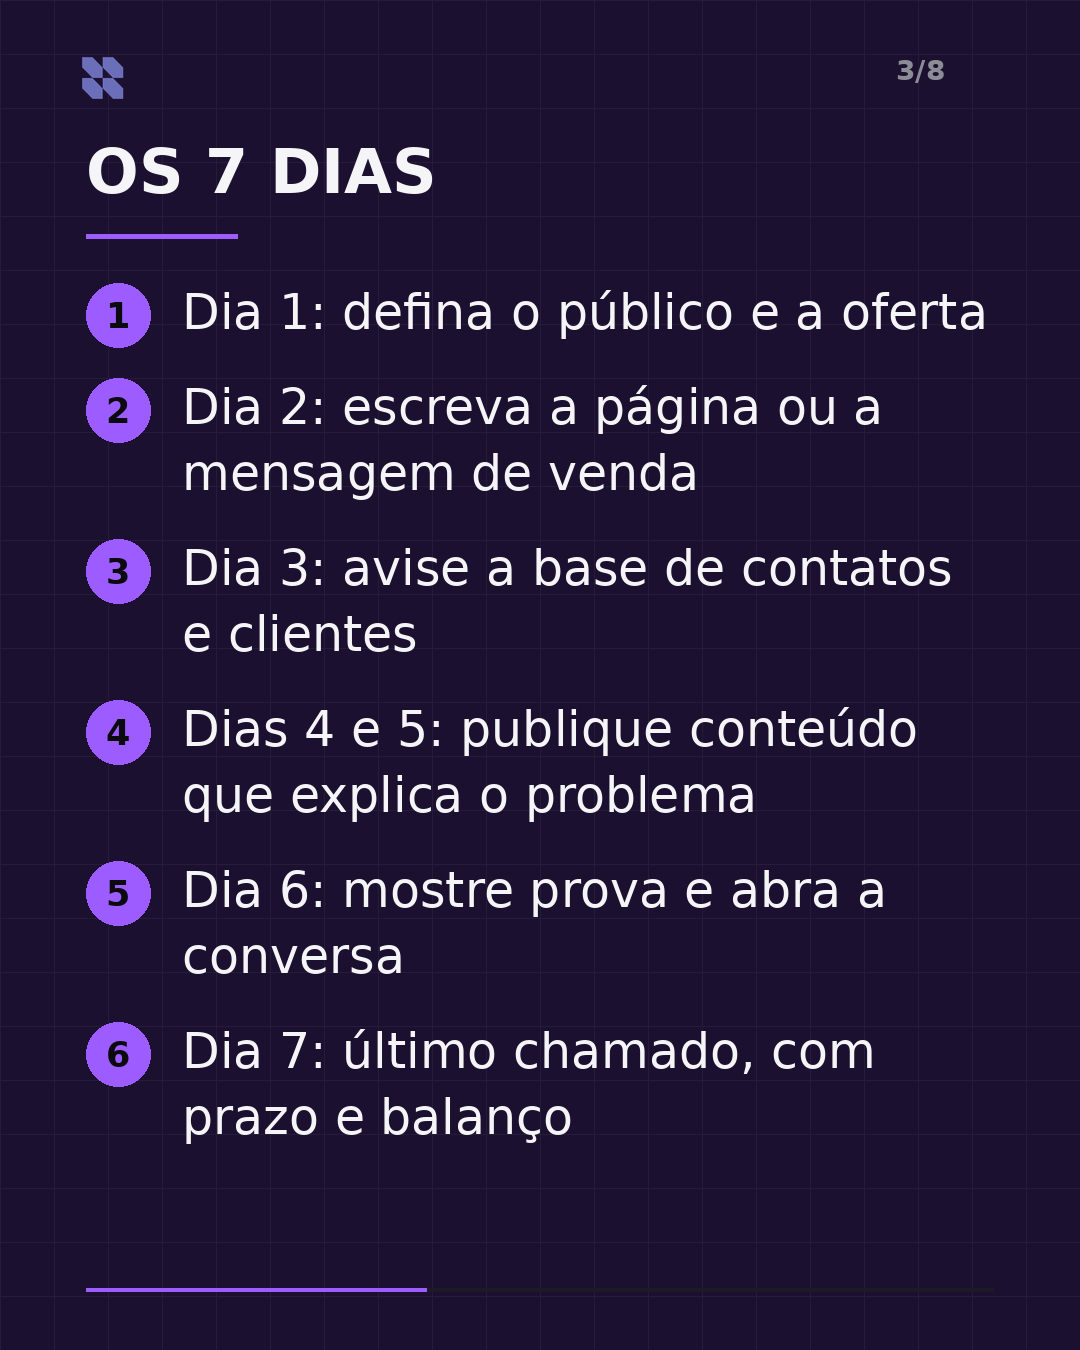 3/8
OS 7 DIAS
1 Dia 1: defina o público e a oferta
2 Dia 2: escreva a página ou a
mensagem de venda
3 Dia 3: avise a base de contatos
e clientes
4 Dias 4 e 5: publique conteúdo
que explica o problema
5 Dia 6: mostre prova e abra a
conversa
6 Dia 7: último chamado, com
prazo e balanço